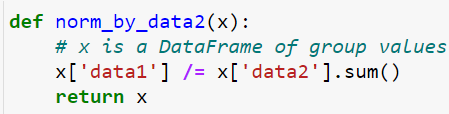 def norm_by_data2(x):
    # x is a DataFrame of group values
    x['data1'] /= x['data2'].sum()
    return x